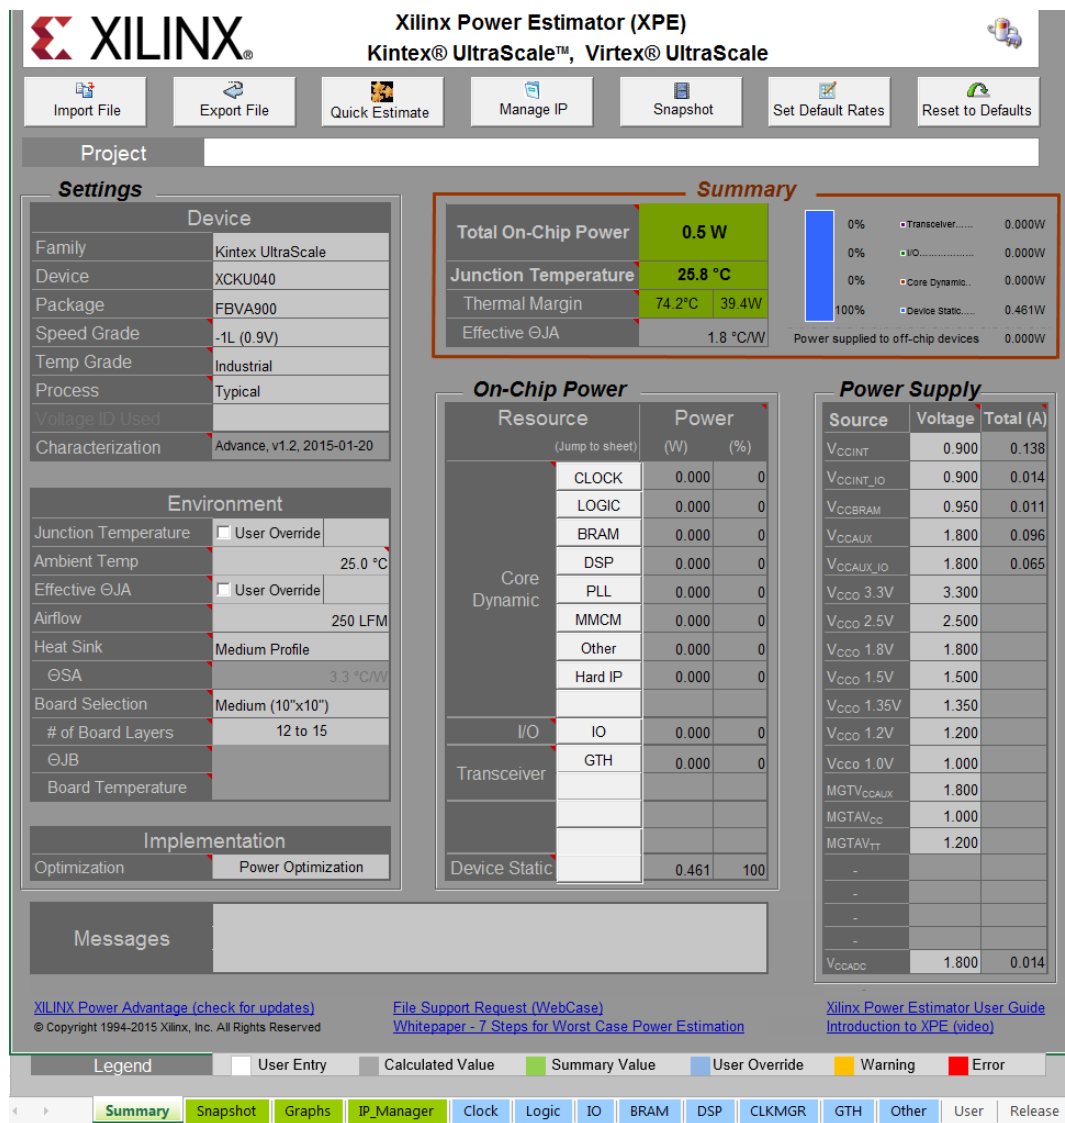 XILINX®
Xilinx Power Estimator (XPE)
Kintex® UltraScale™, Virtex® UltraScale
Import File
Export File
Quick Estimate
Manage IP
Snapshot
Set Default Rates
Reset to Defaults
Project
Settings
Device
Family Kintex UltraScale
Device XCKU040
Package FBVA900
Speed Grade -1L (0.9V)
Temp Grade Industrial
Process Typical
Voltage ID Used
Characterization Advance, v1.2, 2015-01-20
Environment
Junction Temperature User Override
Ambient Temp 25.0 °C
Effective ΘJA User Override
Airflow 250 LFM
Heat Sink Medium Profile
ΘSA 3.3 °C/W
Board Selection Medium (10"x10")
# of Board Layers 12 to 15
ΘJB
Board Temperature
Implementation
Optimization Power Optimization
Summary
Total On-Chip Power 0.5 W
Junction Temperature 25.8 °C
Thermal Margin 74.2°C 39.4W
Effective ΘJA 1.8 °C/W
0% Transceiver...... 0.000W
0% I/O.................. 0.000W
0% Core Dynamic.. 0.000W
100% Device Static..... 0.461W
Power supplied to off-chip devices 0.000W
On-Chip Power
Resource Power
(Jump to sheet) (W) (%)
Core Dynamic
CLOCK 0.000 0
LOGIC 0.000 0
BRAM 0.000 0
DSP 0.000 0
PLL 0.000 0
MMCM 0.000 0
Other 0.000 0
Hard IP 0.000 0
I/O IO 0.000 0
Transceiver GTH 0.000 0
Device Static 0.461 100
Power Supply
Source Voltage Total (A)
VCCINT 0.900 0.138
VCCINT_IO 0.900 0.014
VCCBRAM 0.950 0.011
VCCAUX 1.800 0.096
VCCAUX_IO 1.800 0.065
VCCO 3.3V 3.300
VCCO 2.5V 2.500
VCCO 1.8V 1.800
VCCO 1.5V 1.500
VCCO 1.35V 1.350
VCCO 1.2V 1.200
Vcco 1.0V 1.000
MGTVCCAUX 1.800
MGTAVCC 1.000
MGTAVTT 1.200
-
-
-
-
VCCADC 1.800 0.014
Messages
XILINX Power Advantage (check for updates)
© Copyright 1994-2015 Xilinx, Inc. All Rights Reserved
File Support Request (WebCase)
Whitepaper - 7 Steps for Worst Case Power Estimation
Xilinx Power Estimator User Guide
Introduction to XPE (video)
Legend User Entry Calculated Value Summary Value User Override Warning Error
Summary Snapshot Graphs IP_Manager Clock Logic IO BRAM DSP CLKMGR GTH Other User Release